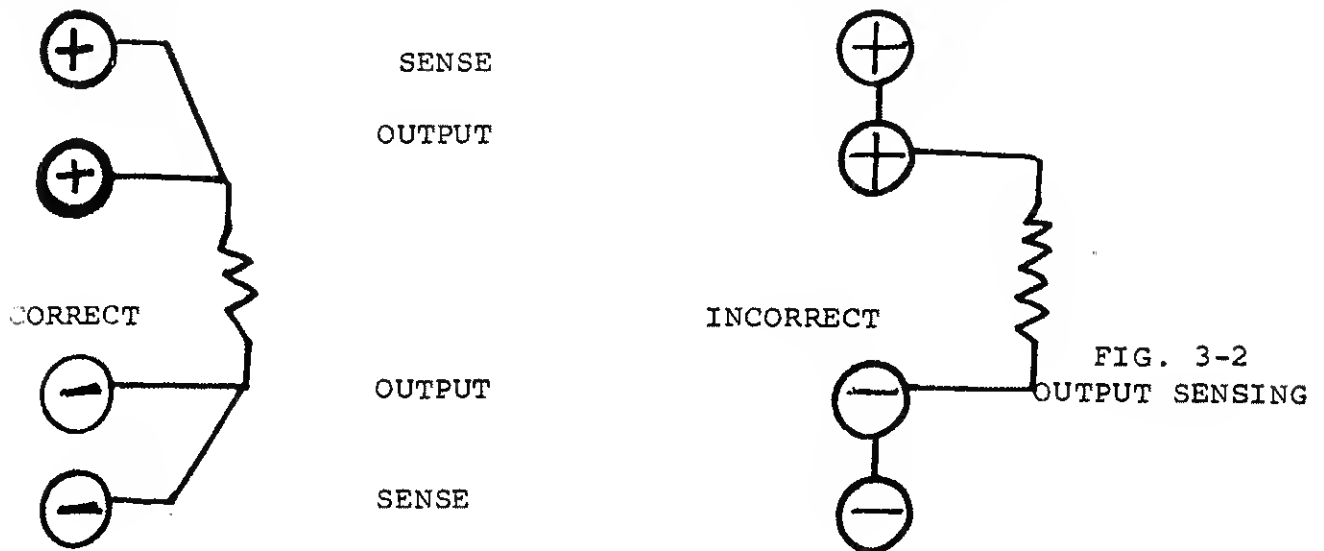 SENSE
OUTPUT
CORRECT
INCORRECT
FIG. 3-2
OUTPUT
OUTPUT SENSING
SENSE